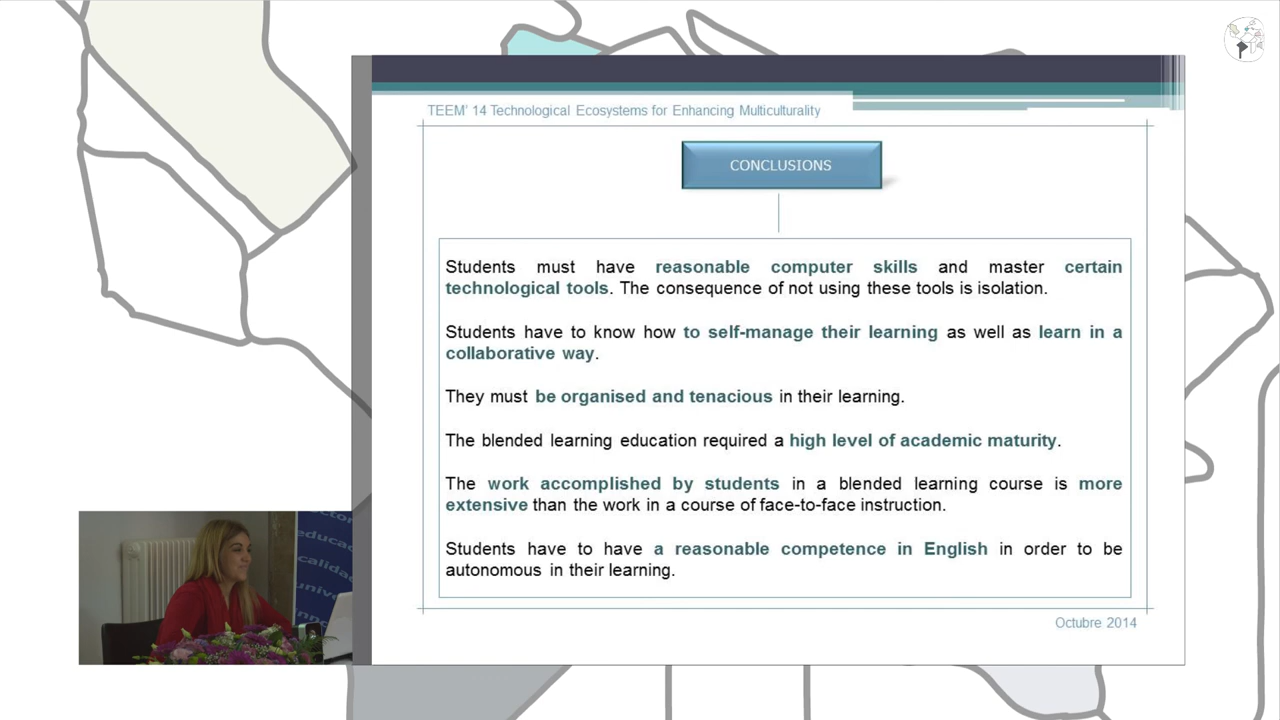 TEEM' 14 Technological Ecosystems for Enhancing Multiculturality
CONCLUSIONS
Students must have reasonable computer skills and master certain
technological tools. The consequence of not using these tools is isolation.
Students have to know how to self-manage their learning as well as learn in a
collaborative way.
They must be organised and tenacious in their learning.
The blended learning education required a high level of academic maturity.
The work accomplished by students in a blended learning course is more
extensive than the work in a course of face-to-face instruction.
Students have to have a reasonable competence in English in order to be
autonomous in their learning.
Octubre 2014